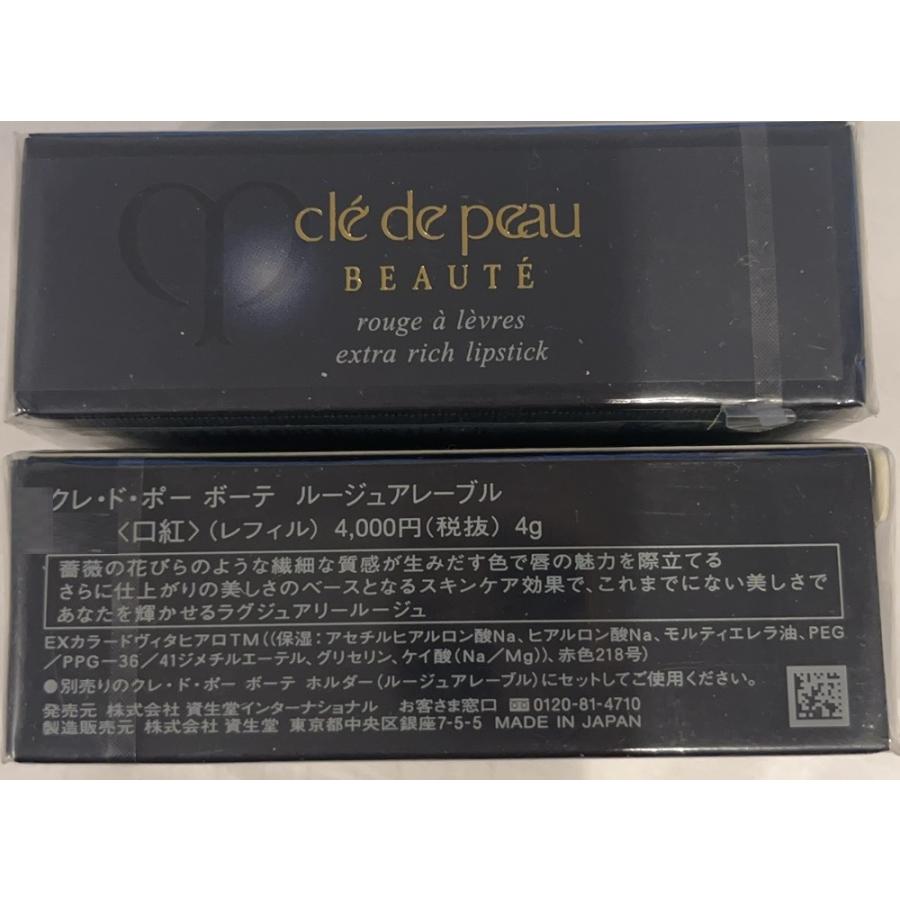 clé de peau
BEAUTÉ
rouge à lèvres
extra rich lipstick
クレ・ド・ポー ボーテ ルージュアレーブル
〈口紅〉(レフィル) 4,000円(税抜) 4g
薔薇の花びらのような繊細な質感が生みだす色で唇の魅力を際立てる
さらに仕上がりの美しさのベースとなるスキンケア効果で、これまでにない美しさで
あなたを輝かせるラグジュアリールージュ
EXカラードヴィタヒアロTM((保湿：アセチルヒアルロン酸Na、ヒアルロン酸Na、モルティエレラ油、PEG
/PPG-36/41ジメチルエーテル、グリセリン、ケイ酸(Na/Mg))、赤色218号)
●別売りのクレ・ド・ポー ボーテ ホルダー(ルージュアレーブル)にセットしてご使用ください。
発売元 株式会社 資生堂インターナショナル お客さま窓口 0120-81-4710
製造販売元 株式会社 資生堂 東京都中央区銀座7-5-5 MADE IN JAPAN